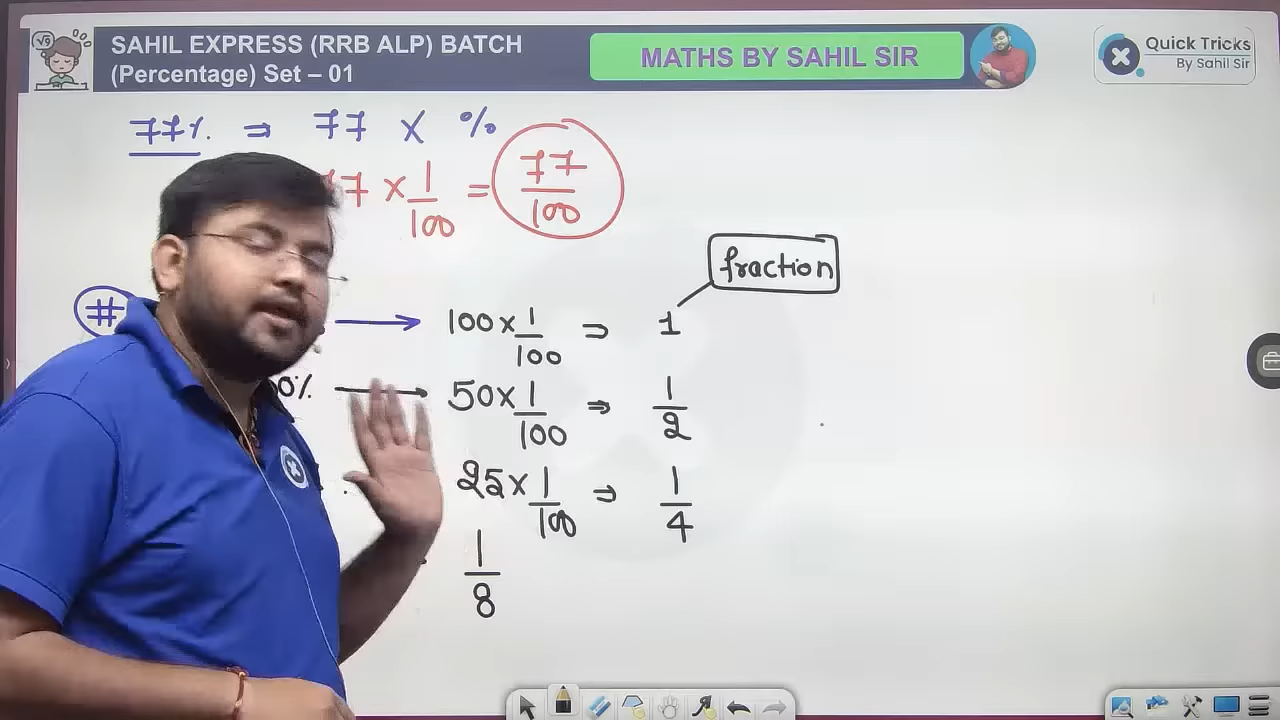 SAHIL EXPRESS (RRB ALP) BATCH
(Percentage) Set – 01
MATHS BY SAHIL SIR
Quick Tricks
By Sahil Sir
77% ⇒ 77 × %
7 × 1/100 = 77/100
fraction
# → 100 × 1/100 ⇒ 1
0% → 50 × 1/100 ⇒ 1/2
25 × 1/100 ⇒ 1/4
1/8